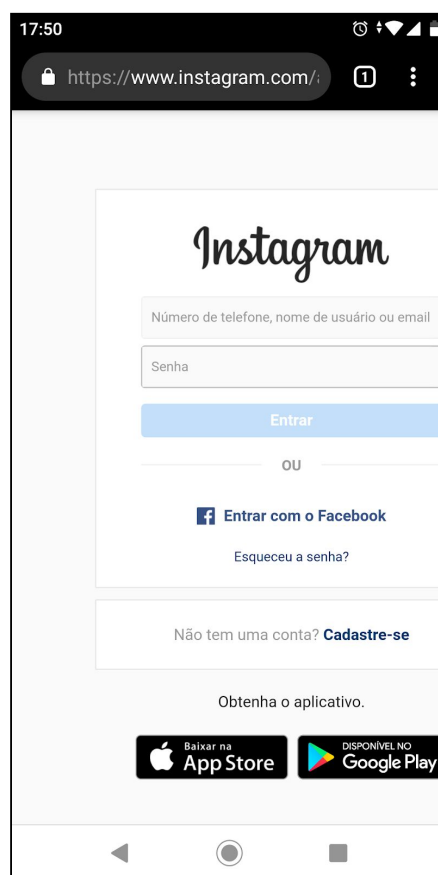 17:50
https://www.instagram.com/
1
Instagram
Número de telefone, nome de usuário ou email
Senha
Entrar
OU
Entrar com o Facebook
Esqueceu a senha?
Não tem uma conta? Cadastre-se
Obtenha o aplicativo.
Baixar na
App Store
DISPONÍVEL NO
Google Play